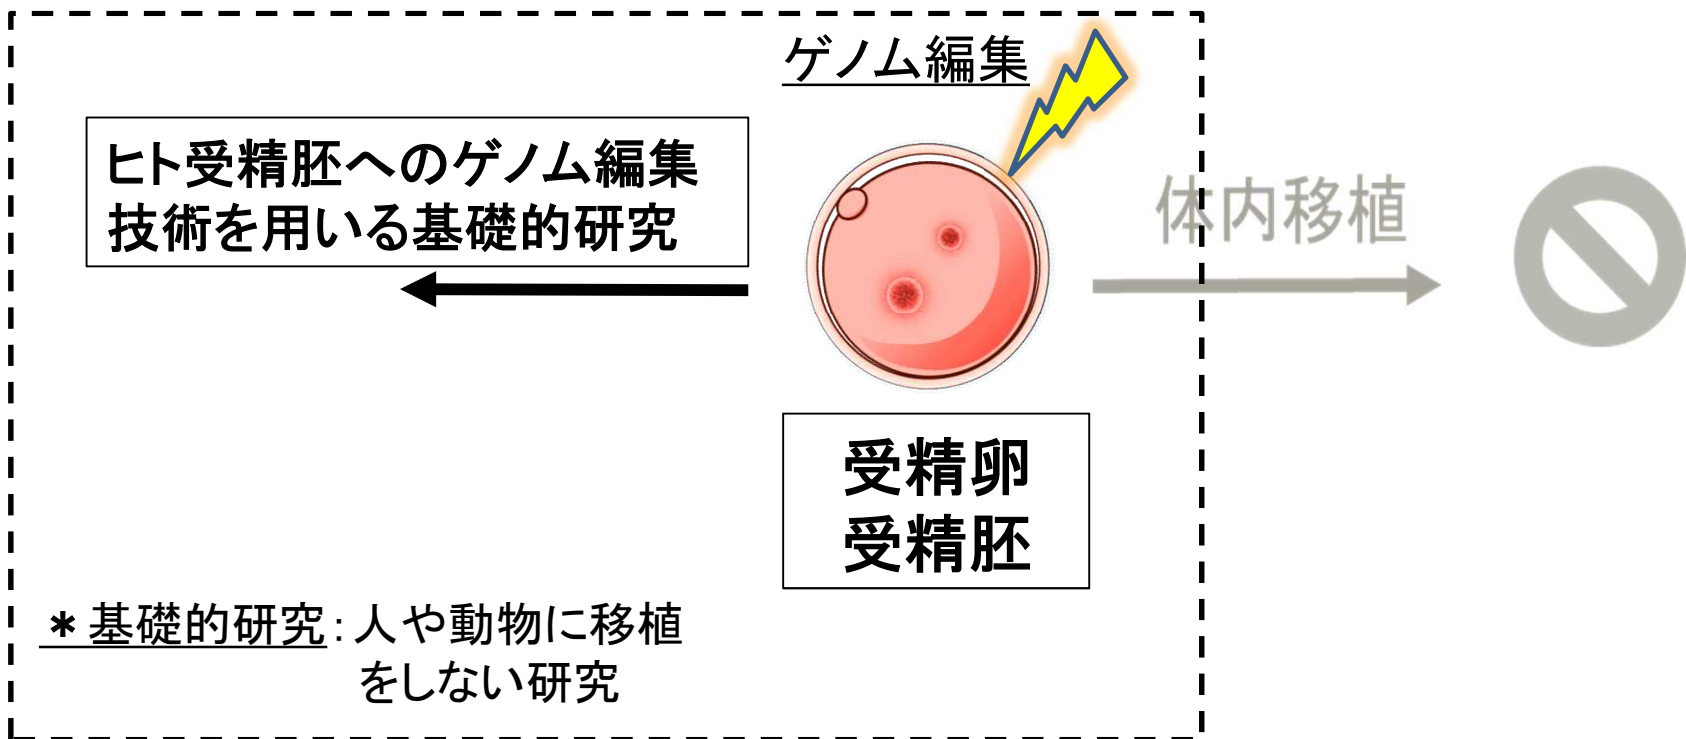 ゲノム編集
ヒト受精胚へのゲノム編集
技術を用いる基礎的研究
体内移植
受精卵
受精胚
＊基礎的研究：人や動物に移植
をしない研究